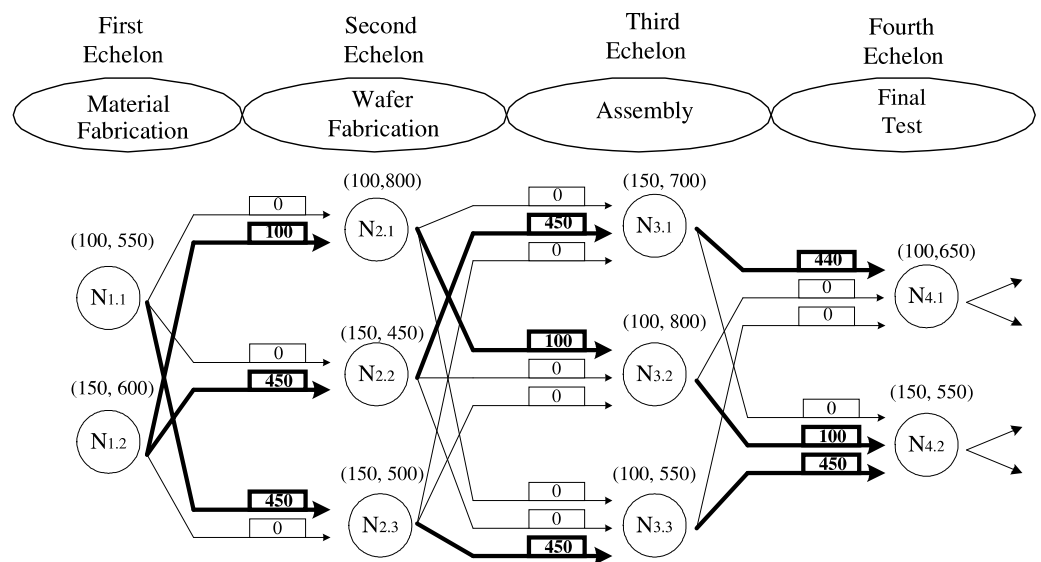 First
Echelon
Second
Echelon
Third
Echelon
Fourth
Echelon
Material
Fabrication
Wafer
Fabrication
Assembly
Final
Test
(100, 550)
N1.1
(150, 600)
N1.2
0
100
0
450
450
0
(100,800)
N2.1
(150, 450)
N2.2
(150, 500)
N2.3
0
450
0
100
0
0
0
0
450
(150, 700)
N3.1
(100, 800)
N3.2
(100, 550)
N3.3
440
0
0
0
100
450
(100,650)
N4.1
(150, 550)
N4.2